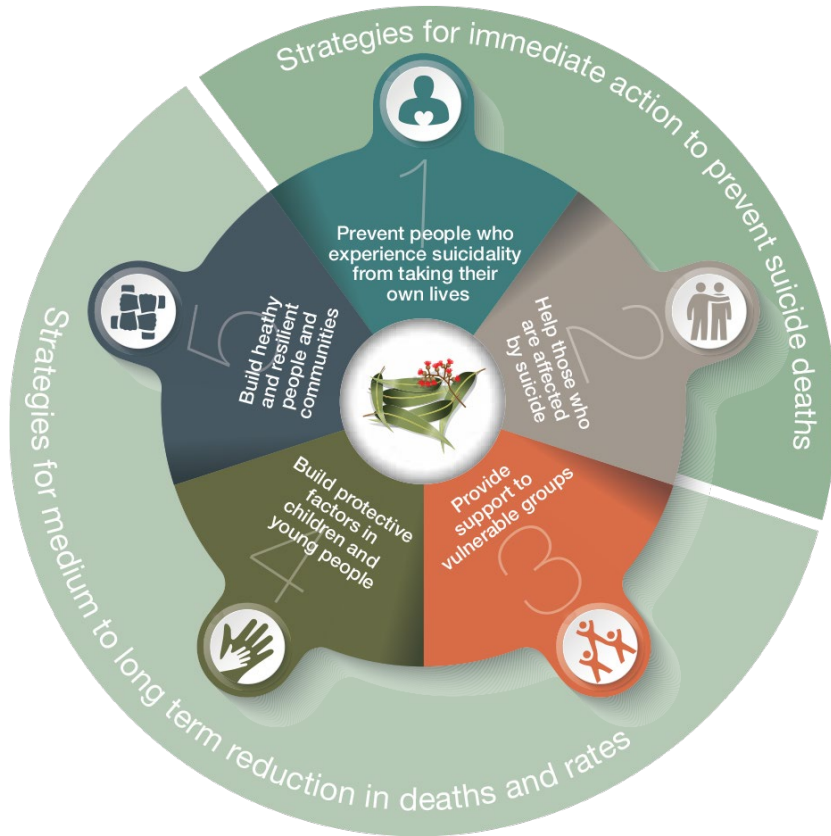 Strategies for immediate action to prevent suicide deaths
1
Prevent people who
experience suicidality
from taking their
own lives
2
Help those who
are affected
by suicide
3
Provide
support to
vulnerable groups
4
Build protective
factors in
children and
young people
5
Build heathy
and resilient
people and
communities
Strategies for medium to long term reduction in deaths and rates